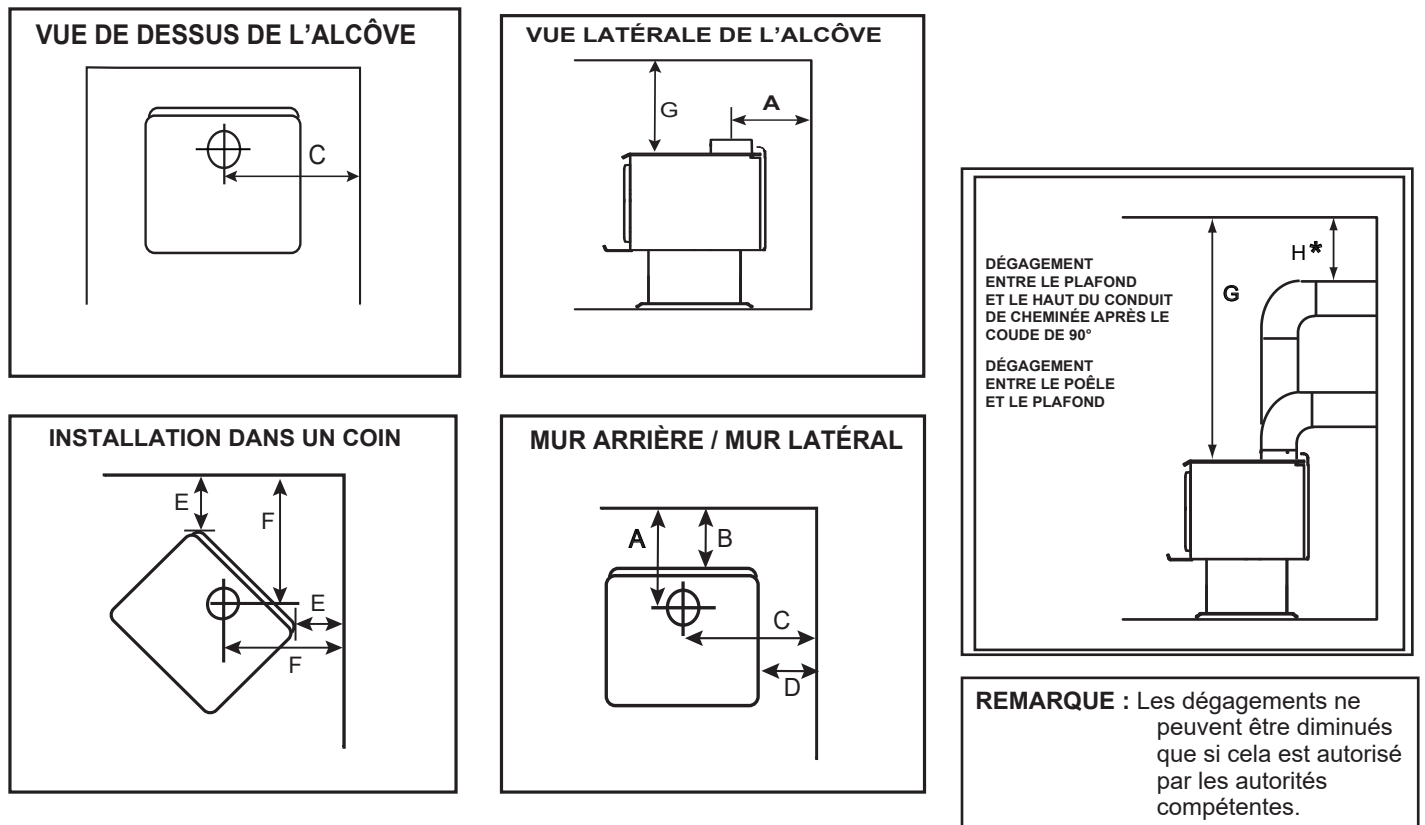 VUE DE DESSUS DE L'ALCÔVE
C
VUE LATÉRALE DE L'ALCÔVE
G
A
INSTALLATION DANS UN COIN
E
F
E
F
MUR ARRIÈRE / MUR LATÉRAL
A
B
C
D
DÉGAGEMENT
ENTRE LE PLAFOND
ET LE HAUT DU CONDUIT
DE CHEMINÉE APRÈS LE
COUDE DE 90°
DÉGAGEMENT
ENTRE LE POÊLE
ET LE PLAFOND
G
H*
REMARQUE : Les dégagements ne
peuvent être diminués
que si cela est autorisé
par les autorités
compétentes.